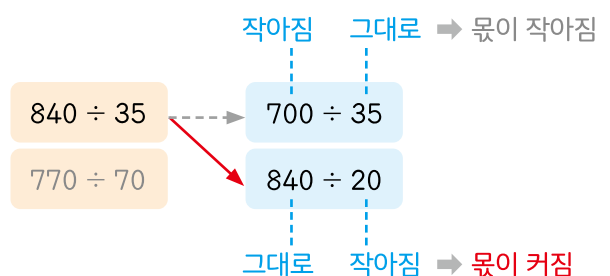 작아짐 그대로 몫이 작아짐
840 ÷ 35 700 ÷ 35
770 ÷ 70 840 ÷ 20
그대로 작아짐 몫이 커짐